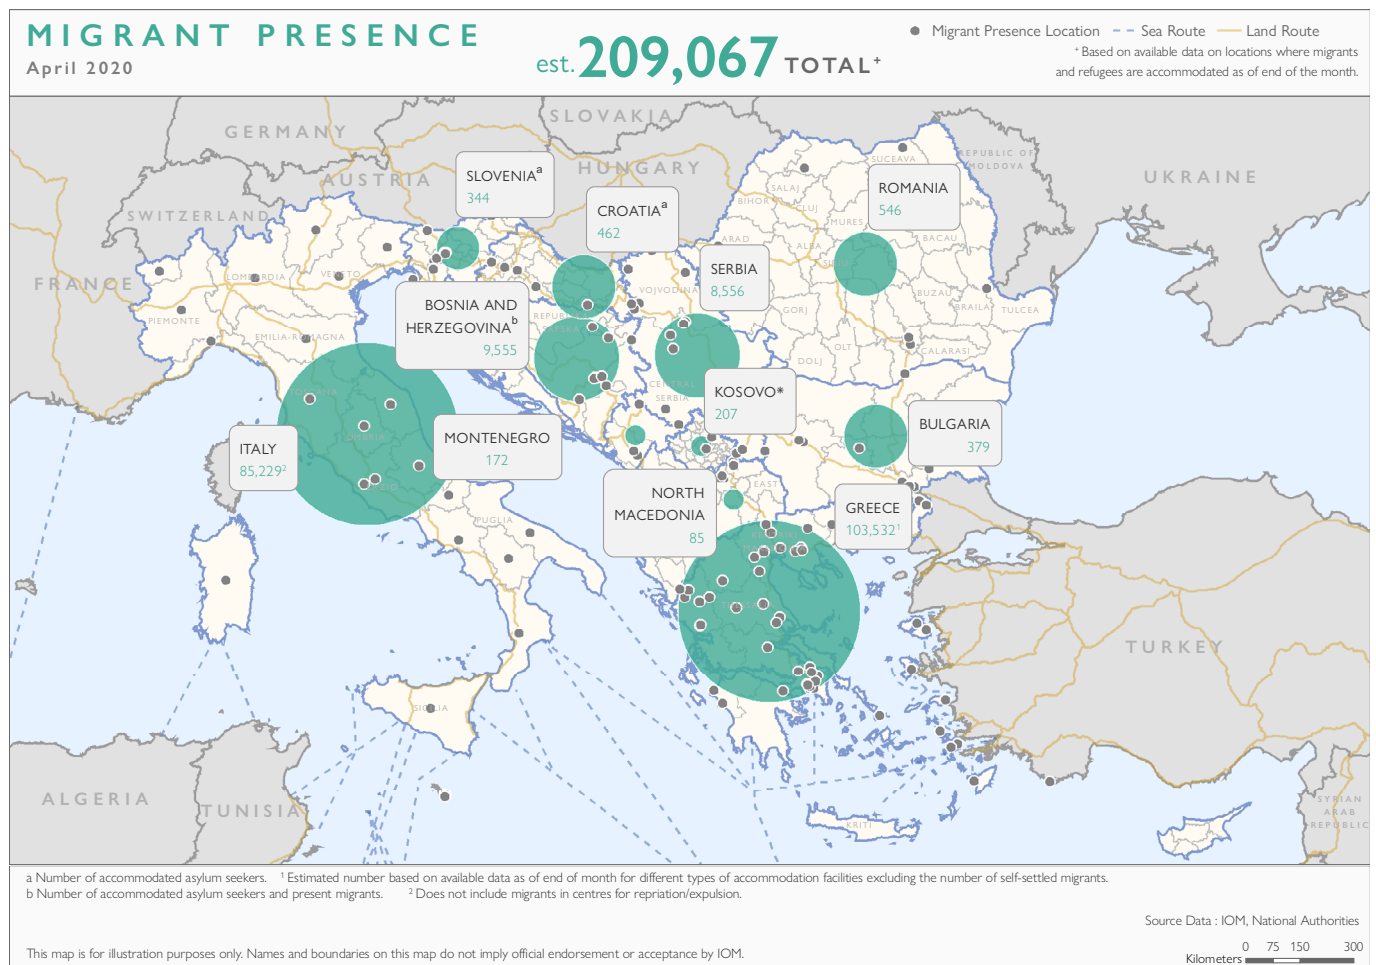 MIGRANT PRESENCE
April 2020
est. 209,067 TOTAL+
Migrant Presence Location
Sea Route
Land Route
+ Based on available data on locations where migrants
and refugees are accommodated as of end of the month.
SLOVAKIA
GERMANY
REPUBLIC OF
MOLDOVA
SUCEAVA
HUNGARY
AUSTRIA
UKRAINE
SLOVENIAa
344
ROMANIA
546
SALAJ
BIHOR
CLUJ
CROATIAa
462
SWITZERLAND
MURES
ARAD
ALBA
BACAU
SERBIA
8,556
LOMBARDIA
VENETO
FRANCE
VOJVODINA
BUZAU
BRAILA
TULCEA
GORJ
BOSNIA AND
HERZEGOVINAb
9,555
PIEMONTE
EMILIA-ROMAGNA
OLT
DOLJ
CALARASI
CENTRAL
SERBIA
KOSOVO*
207
BULGARIA
379
ITALY
85,2292
MONTENEGRO
172
EAST
NORTH
MACEDONIA
85
GREECE
103,5321
PUGLIA
TURKEY
SICILIA
ALGERIA
TUNISIA
KRITI
SYRIAN
ARAB
REPUBLIC
a Number of accommodated asylum seekers. 1 Estimated number based on available data as of end of month for different types of accommodation facilities excluding the number of self-settled migrants.
b Number of accommodated asylum seekers and present migrants. 2 Does not include migrants in centres for repriation/expulsion.
Source Data : IOM, National Authorities
This map is for illustration purposes only. Names and boundaries on this map do not imply official endorsement or acceptance by IOM.
0 75 150 300
Kilometers